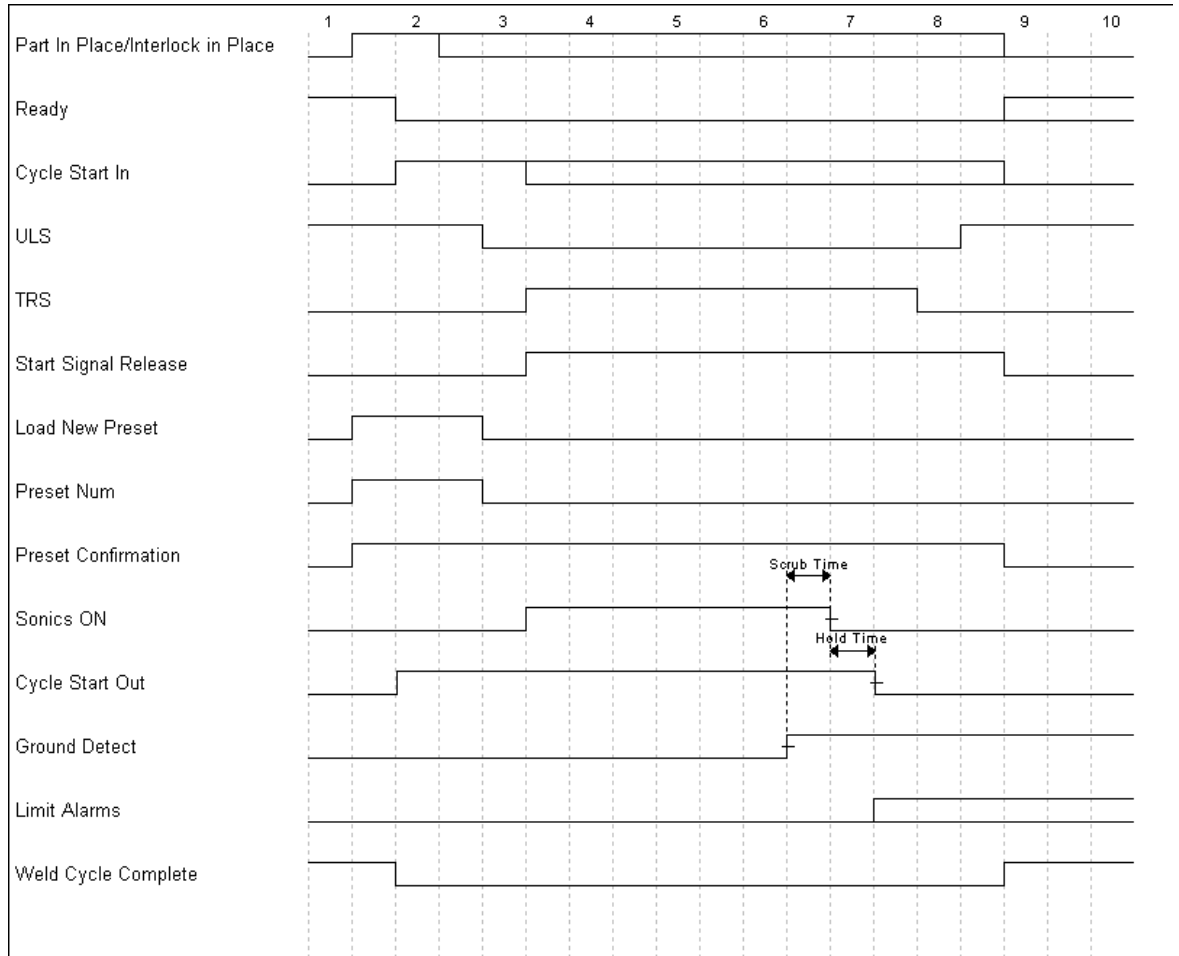 1 2 3 4 5 6 7 8 9 10
Part In Place/Interlock in Place
Ready
Cycle Start In
ULS
TRS
Start Signal Release
Load New Preset
Preset Num
Preset Confirmation
Scrub Time
Sonics ON
Hold Time
Cycle Start Out
Ground Detect
Limit Alarms
Weld Cycle Complete